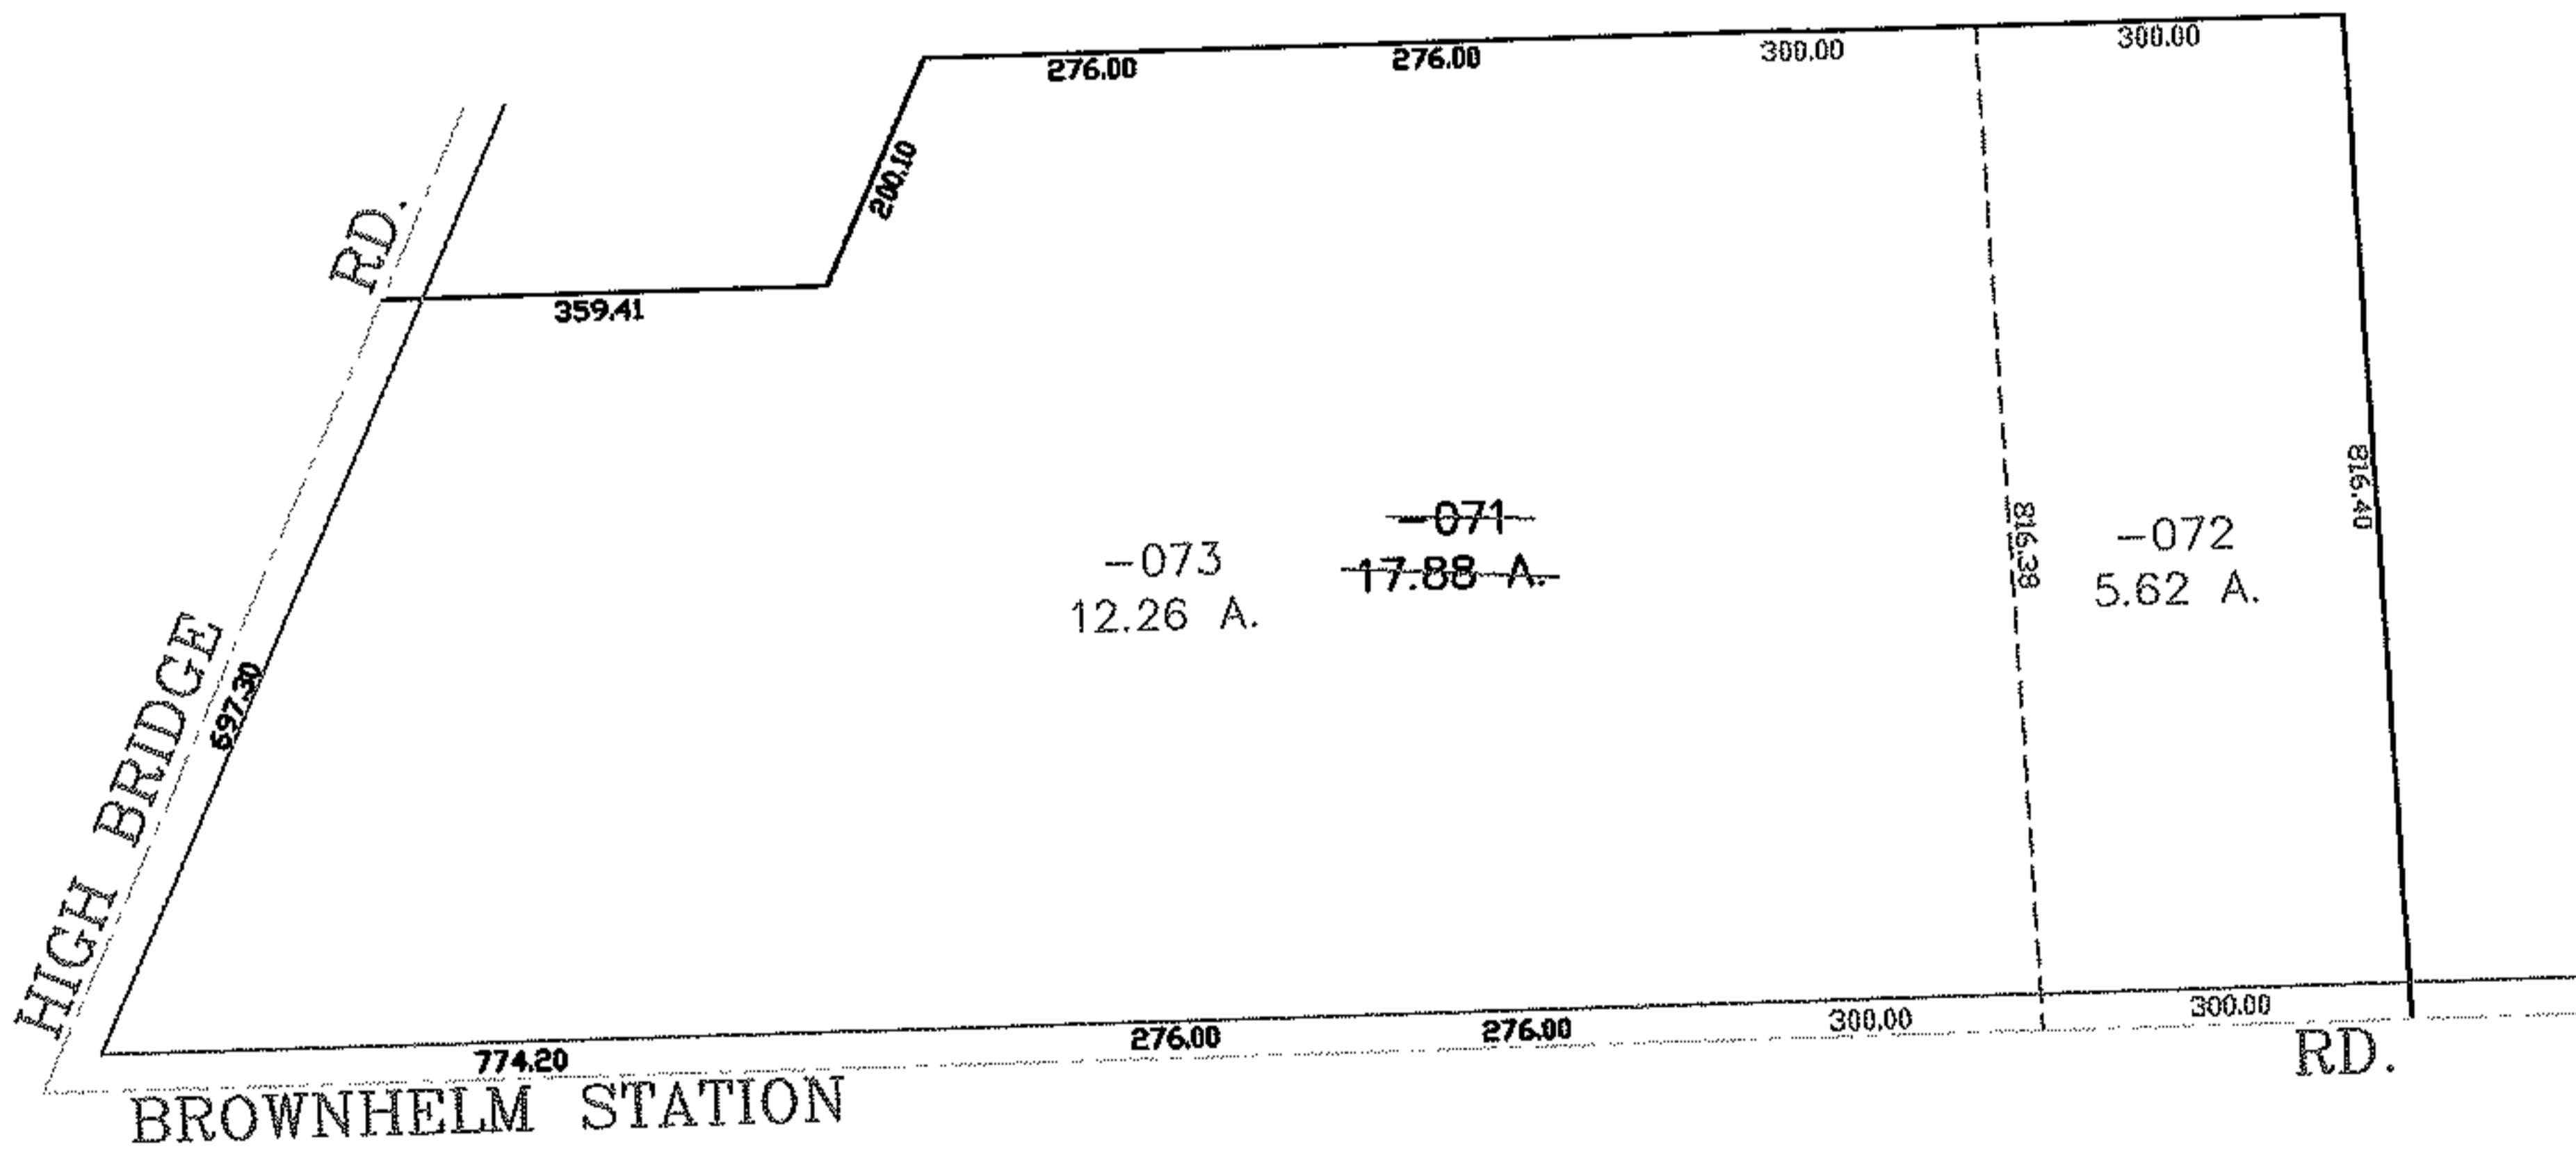 276.00
276.00
300.00
300.00
200.10
RD.
359.41
816.40
-071
17.88 A.
-073
12.26 A.
816.38
-072
5.62 A.
HIGH BRIDGE
697.30
774.20
276.00
276.00
300.00
300.00
RD.
BROWNHELM STATION